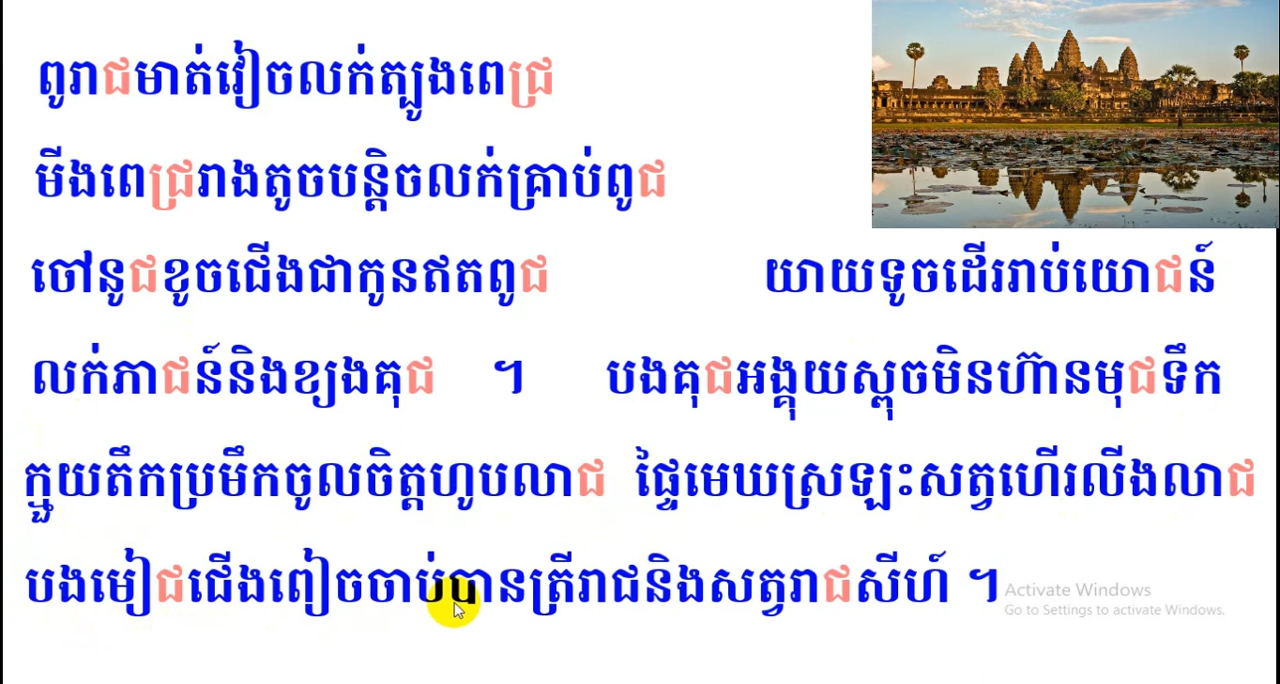 ពូរាជមាត់វៀចលក់ត្បូងពេជ្រ
មីងពេជ្ររាងតូចបន្តិចលក់គ្រាប់ពូជ
ចៅនូជខូចជើងជាកូនឥតពូជ យាយទូចដើររាប់យោជន៍
លក់ភាជន៍និងខ្យងគុជ ។ បងគុជអង្គុយស្ពុចមិនហ៊ានមុជទឹក
ក្មួយតឹកប្រមឹកចូលចិត្តហូបលាជ ផ្ទៃមេឃស្រឡះសត្វហើរលីងលាជ
បងមៀជជើងពៀចចាប់បានត្រីរាជនិងសត្វរាជសីហ៍ ។
Activate Windows
Go to Settings to activate Windows.